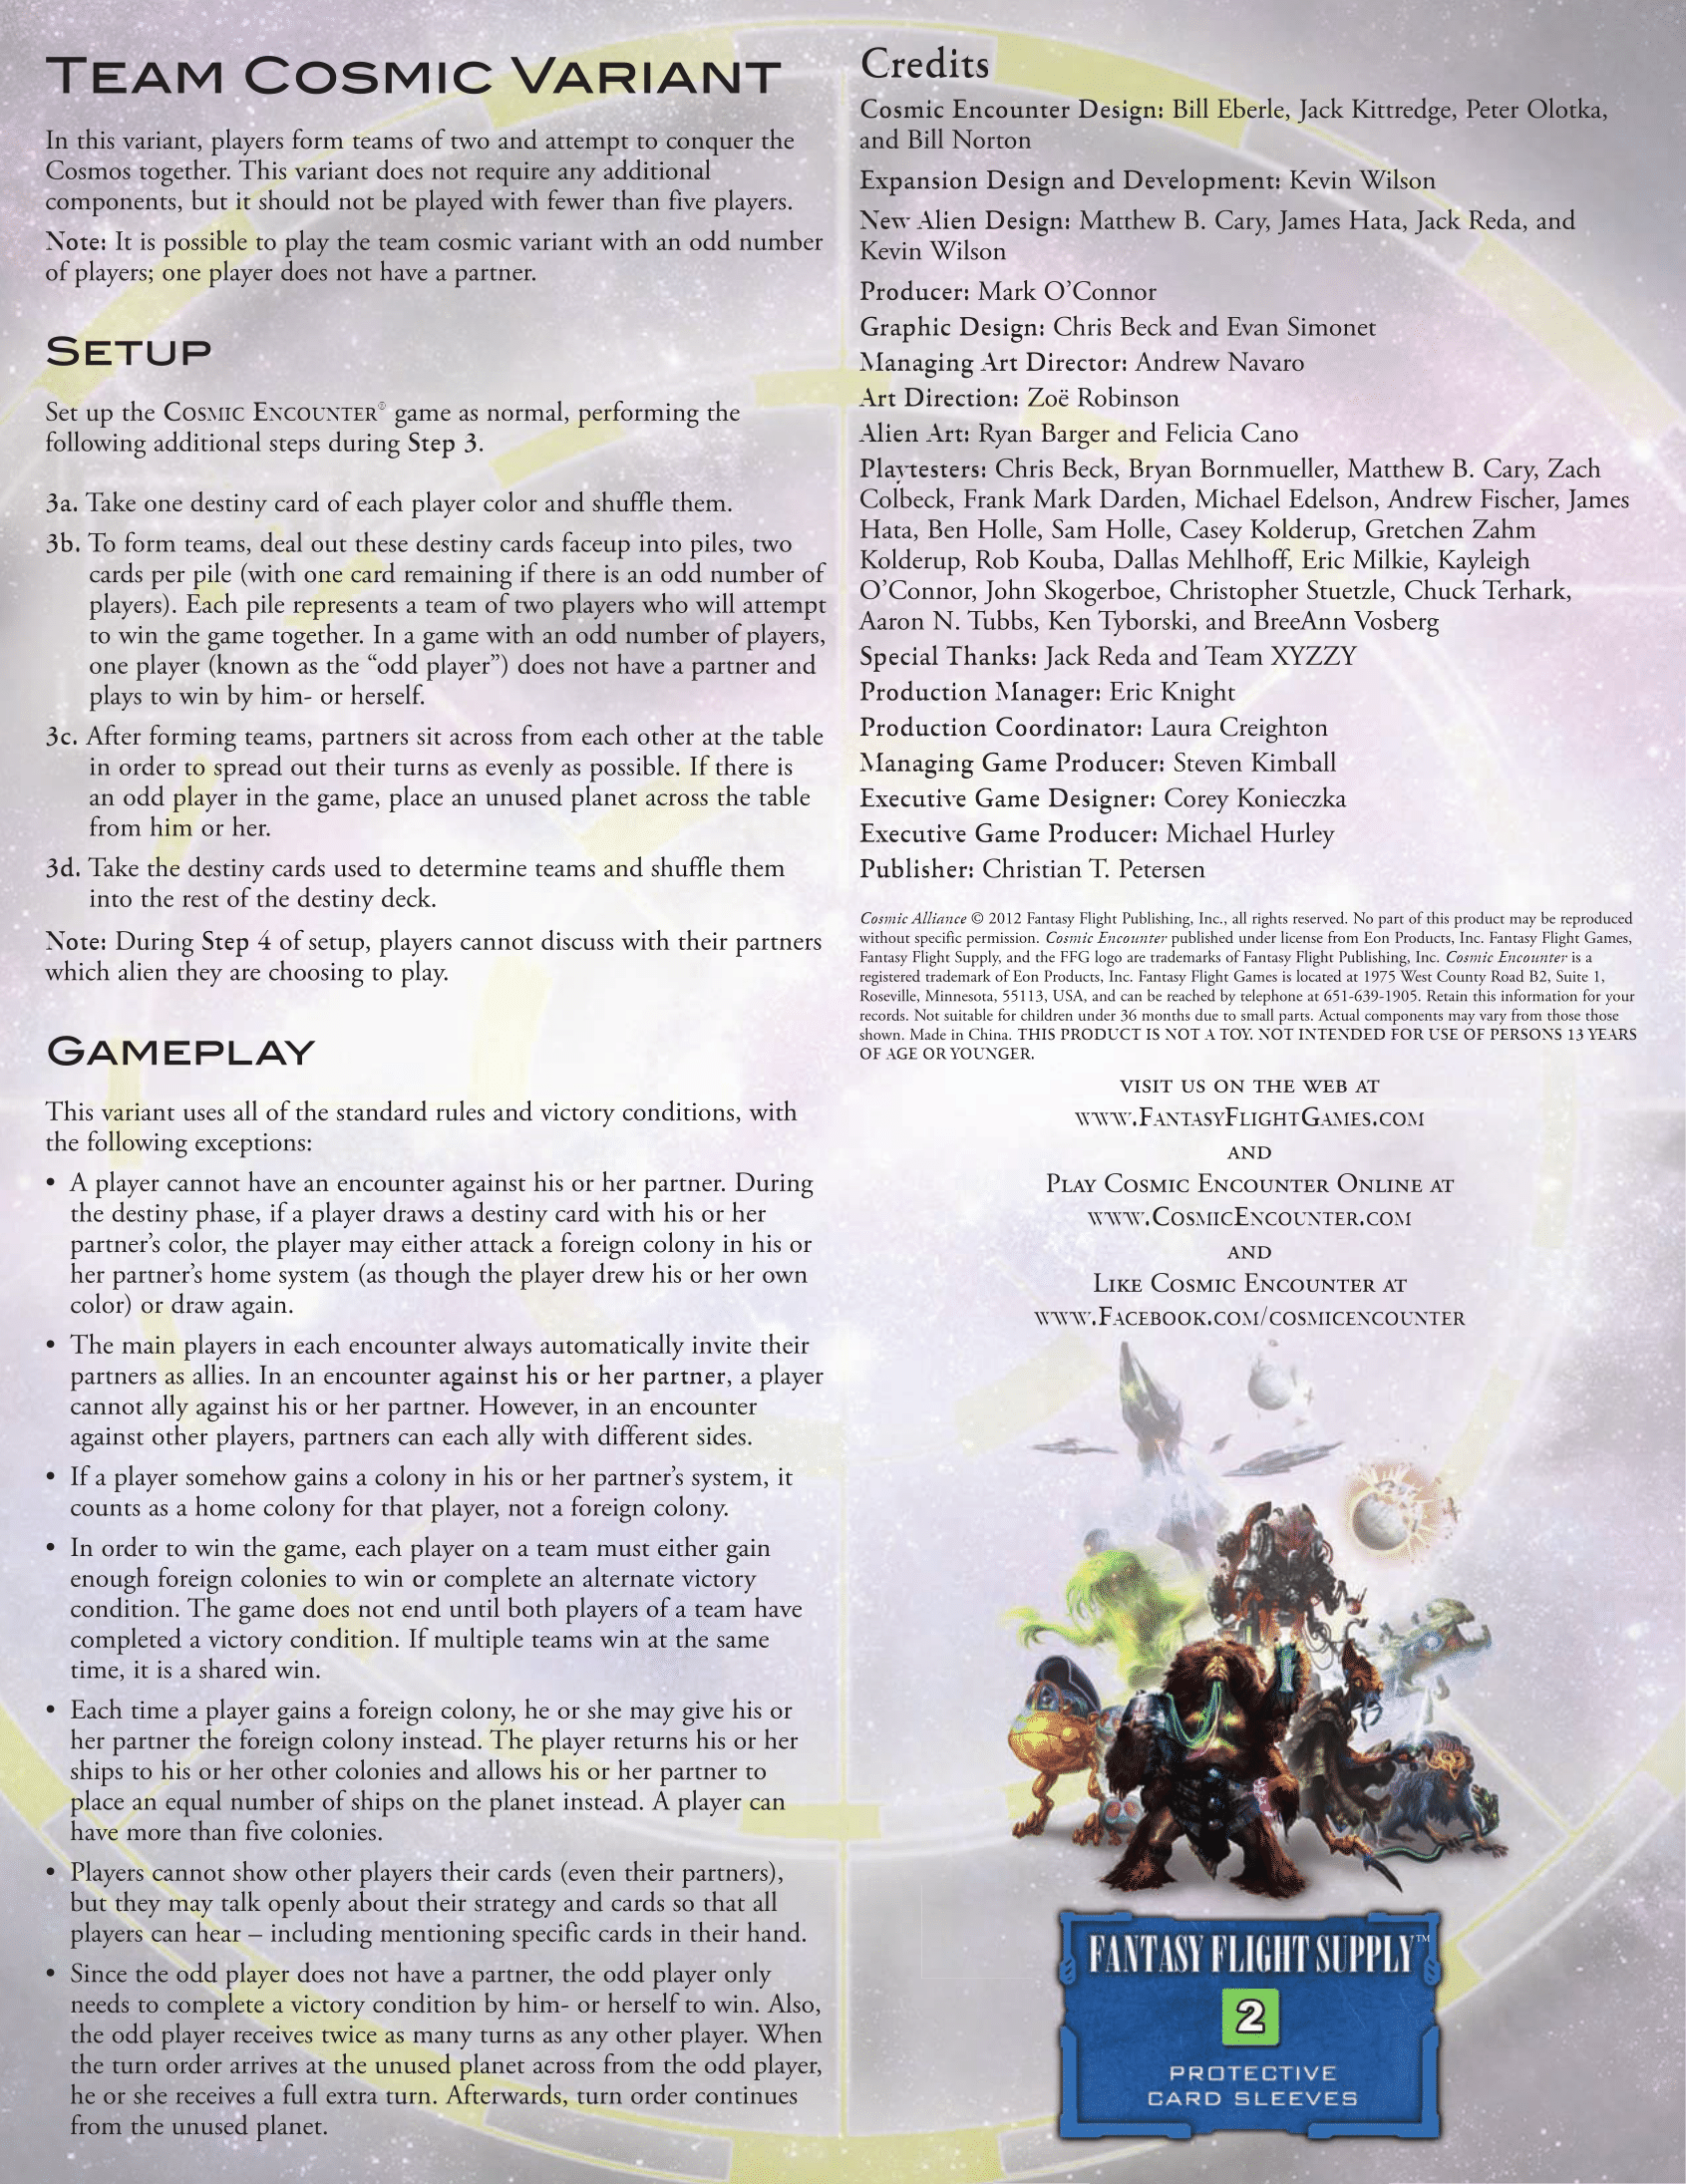 TEAM COSMIC VARIANT
In this variant, players form teams of two and attempt to conquer the
Cosmos together. This variant does not require any additional
components, but it should not be played with fewer than five players.
Note: It is possible to play the team cosmic variant with an odd number
of players; one player does not have a partner.
SETUP
Set up the COSMIC ENCOUNTER® game as normal, performing the
following additional steps during Step 3.
3a. Take one destiny card of each player color and shuffle them.
3b. To form teams, deal out these destiny cards faceup into piles, two
cards per pile (with one card remaining if there is an odd number of
players). Each pile represents a team of two players who will attempt
to win the game together. In a game with an odd number of players,
one player (known as the “odd player”) does not have a partner and
plays to win by him- or herself.
3c. After forming teams, partners sit across from each other at the table
in order to spread out their turns as evenly as possible. If there is
an odd player in the game, place an unused planet across the table
from him or her.
3d. Take the destiny cards used to determine teams and shuffle them
into the rest of the destiny deck.
Note: During Step 4 of setup, players cannot discuss with their partners
which alien they are choosing to play.
GAMEPLAY
This variant uses all of the standard rules and victory conditions, with
the following exceptions:
• A player cannot have an encounter against his or her partner. During
the destiny phase, if a player draws a destiny card with his or her
partner’s color, the player may either attack a foreign colony in his or
her partner’s home system (as though the player drew his or her own
color) or draw again.
• The main players in each encounter always automatically invite their
partners as allies. In an encounter against his or her partner, a player
cannot ally against his or her partner. However, in an encounter
against other players, partners can each ally with different sides.
• If a player somehow gains a colony in his or her partner’s system, it
counts as a home colony for that player, not a foreign colony.
• In order to win the game, each player on a team must either gain
enough foreign colonies to win or complete an alternate victory
condition. The game does not end until both players of a team have
completed a victory condition. If multiple teams win at the same
time, it is a shared win.
• Each time a player gains a foreign colony, he or she may give his or
her partner the foreign colony instead. The player returns his or her
ships to his or her other colonies and allows his or her partner to
place an equal number of ships on the planet instead. A player can
have more than five colonies.
• Players cannot show other players their cards (even their partners),
but they may talk openly about their strategy and cards so that all
players can hear – including mentioning specific cards in their hand.
• Since the odd player does not have a partner, the odd player only
needs to complete a victory condition by him- or herself to win. Also,
the odd player receives twice as many turns as any other player. When
the turn order arrives at the unused planet across from the odd player,
he or she receives a full extra turn. Afterwards, turn order continues
from the unused planet.
Credits
Cosmic Encounter Design: Bill Eberle, Jack Kittredge, Peter Olotka,
and Bill Norton
Expansion Design and Development: Kevin Wilson
New Alien Design: Matthew B. Cary, James Hata, Jack Reda, and
Kevin Wilson
Producer: Mark O’Connor
Graphic Design: Chris Beck and Evan Simonet
Managing Art Director: Andrew Navaro
Art Direction: Zoë Robinson
Alien Art: Ryan Barger and Felicia Cano
Playtesters: Chris Beck, Bryan Bornmueller, Matthew B. Cary, Zach
Colbeck, Frank Mark Darden, Michael Edelson, Andrew Fischer, James
Hata, Ben Holle, Sam Holle, Casey Kolderup, Gretchen Zahm
Kolderup, Rob Kouba, Dallas Mehlhoff, Eric Milkie, Kayleigh
O’Connor, John Skogerboe, Christopher Stuetzle, Chuck Terhark,
Aaron N. Tubbs, Ken Tyborski, and BreeAnn Vosberg
Special Thanks: Jack Reda and Team XYZZY
Production Manager: Eric Knight
Production Coordinator: Laura Creighton
Managing Game Producer: Steven Kimball
Executive Game Designer: Corey Konieczka
Executive Game Producer: Michael Hurley
Publisher: Christian T. Petersen
Cosmic Alliance © 2012 Fantasy Flight Publishing, Inc., all rights reserved. No part of this product may be reproduced
without specific permission. Cosmic Encounter published under license from Eon Products, Inc. Fantasy Flight Games,
Fantasy Flight Supply, and the FFG logo are trademarks of Fantasy Flight Publishing, Inc. Cosmic Encounter is a
registered trademark of Eon Products, Inc. Fantasy Flight Games is located at 1975 West County Road B2, Suite 1,
Roseville, Minnesota, 55113, USA, and can be reached by telephone at 651-639-1905. Retain this information for your
records. Not suitable for children under 36 months due to small parts. Actual components may vary from those those
shown. Made in China. THIS PRODUCT IS NOT A TOY. NOT INTENDED FOR USE OF PERSONS 13 YEARS
OF AGE OR YOUNGER.
VISIT US ON THE WEB AT
WWW.FANTASYFLIGHTGAMES.COM
AND
PLAY COSMIC ENCOUNTER ONLINE AT
WWW.COSMICENCOUNTER.COM
AND
LIKE COSMIC ENCOUNTER AT
WWW.FACEBOOK.COM/COSMICENCOUNTER
FANTASY FLIGHT SUPPLY™
2
PROTECTIVE
CARD SLEEVES